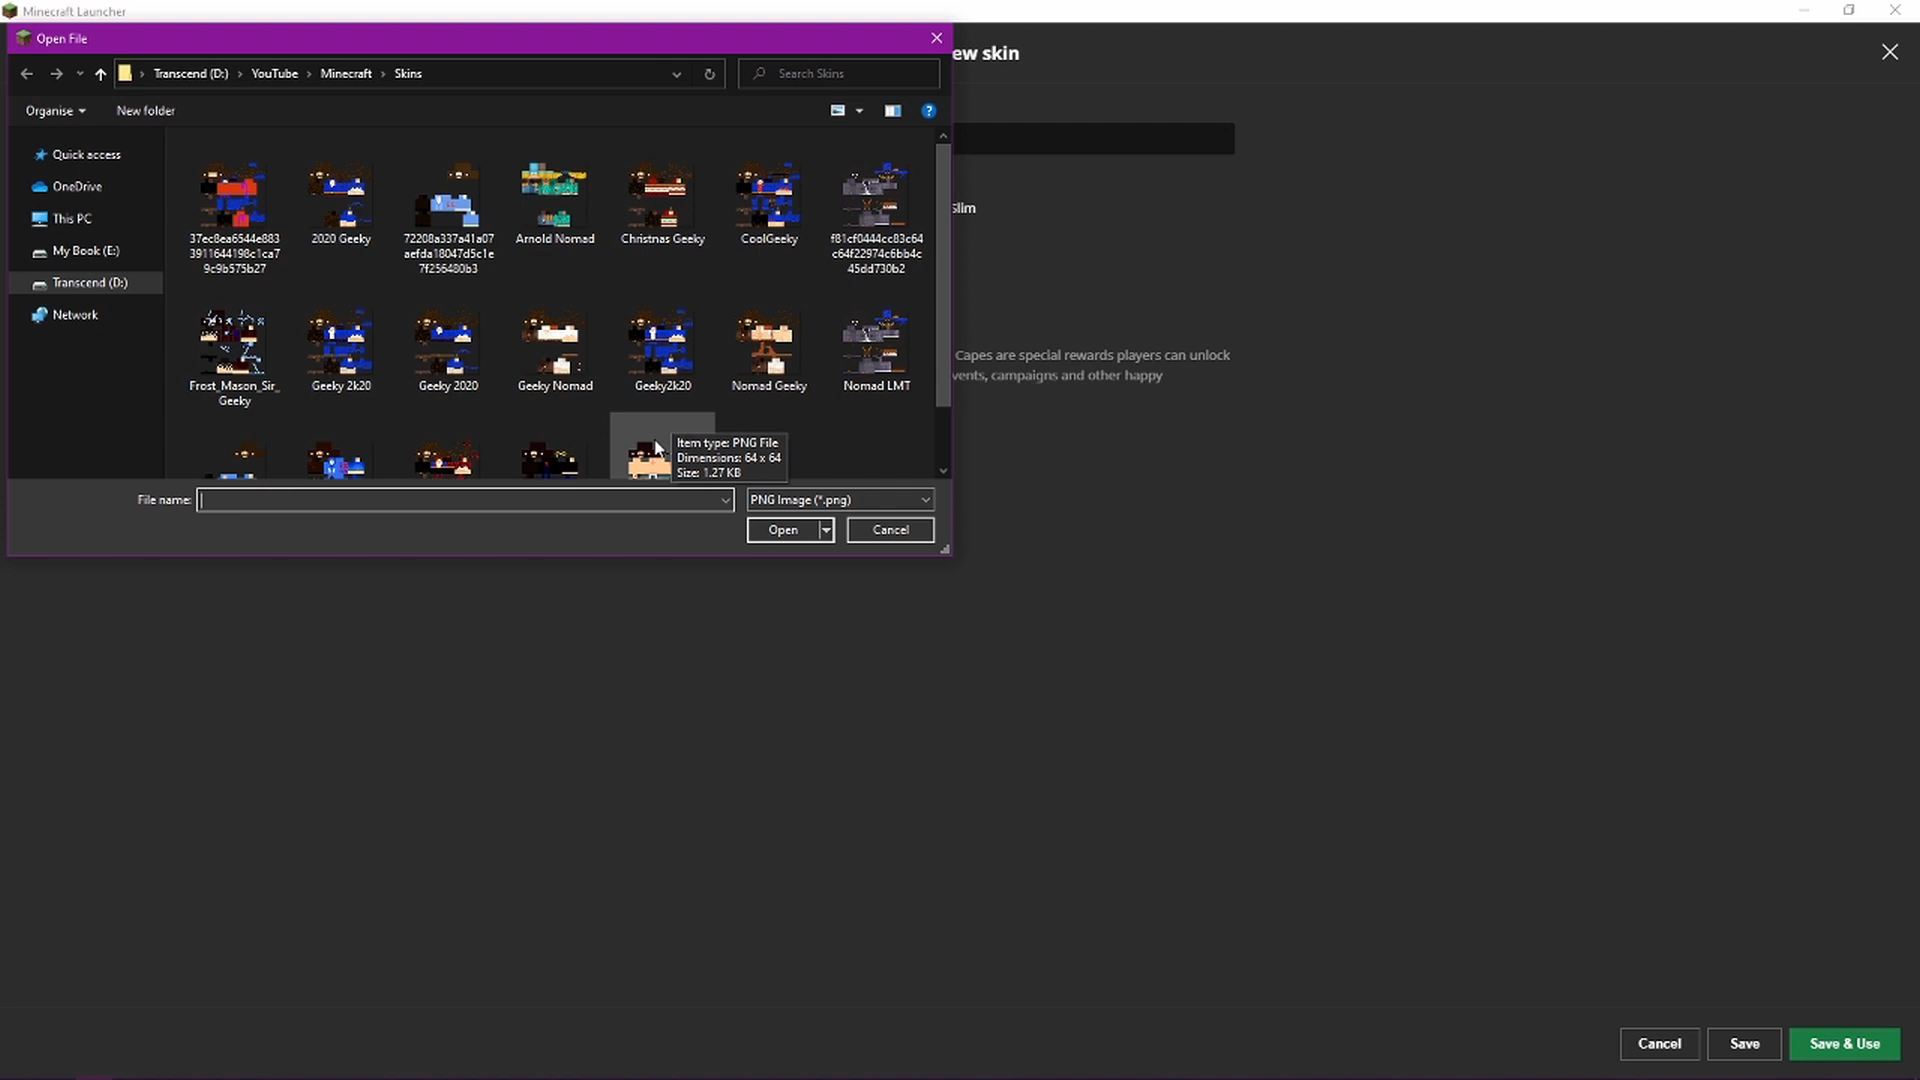 Minecraft Launcher
Open File
ew skin
Transcend (D:) › YouTube › Minecraft › Skins
Search Skins
Organise
New folder
Quick access
OneDrive
This PC
My Book (E:)
Transcend (D:)
Network
37ec8ea6544e883
3911644198c1ca7
9c9b575b27
2020 Geeky
72208a337a41a07
aefda18047d5c1e
7f256480b3
Arnold Nomad
Christnas Geeky
CoolGeeky
f81cf0444cc83c64
c64f22974c6bb4c
45dd730b2
Frost_Mason_Sir_
Geeky
Geeky 2k20
Geeky 2020
Geeky Nomad
Geeky2k20
Nomad Geeky
Nomad LMT
Item type: PNG File
Dimensions: 64 x 64
Size: 1.27 KB
Slim
Capes are special rewards players can unlock
vents, campaigns and other happy
File name:
PNG Image (*.png)
Open
Cancel
Cancel
Save
Save & Use